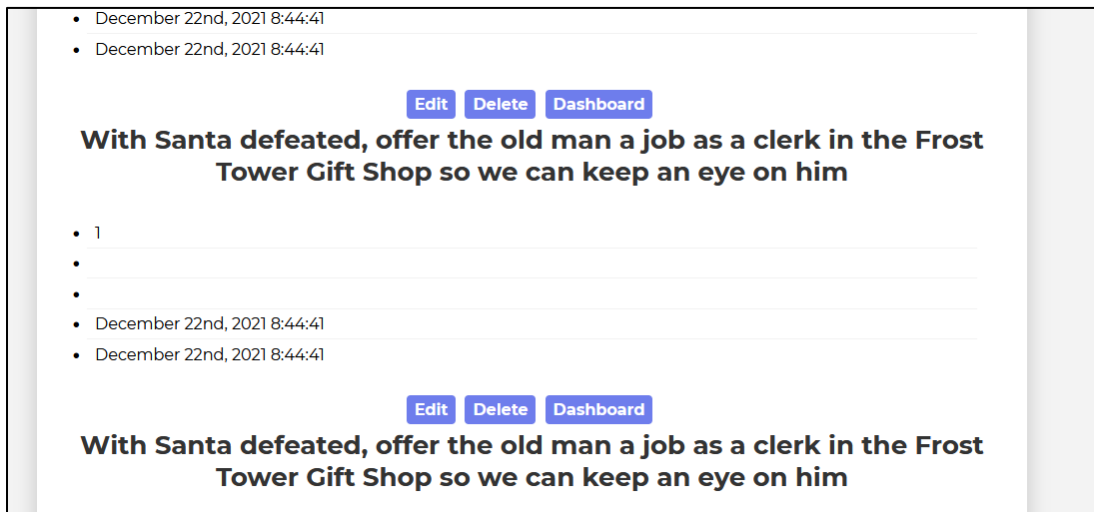 December 22nd, 2021 8:44:41
December 22nd, 2021 8:44:41
Edit Delete Dashboard
With Santa defeated, offer the old man a job as a clerk in the Frost
Tower Gift Shop so we can keep an eye on him
1
December 22nd, 2021 8:44:41
December 22nd, 2021 8:44:41
Edit Delete Dashboard
With Santa defeated, offer the old man a job as a clerk in the Frost
Tower Gift Shop so we can keep an eye on him